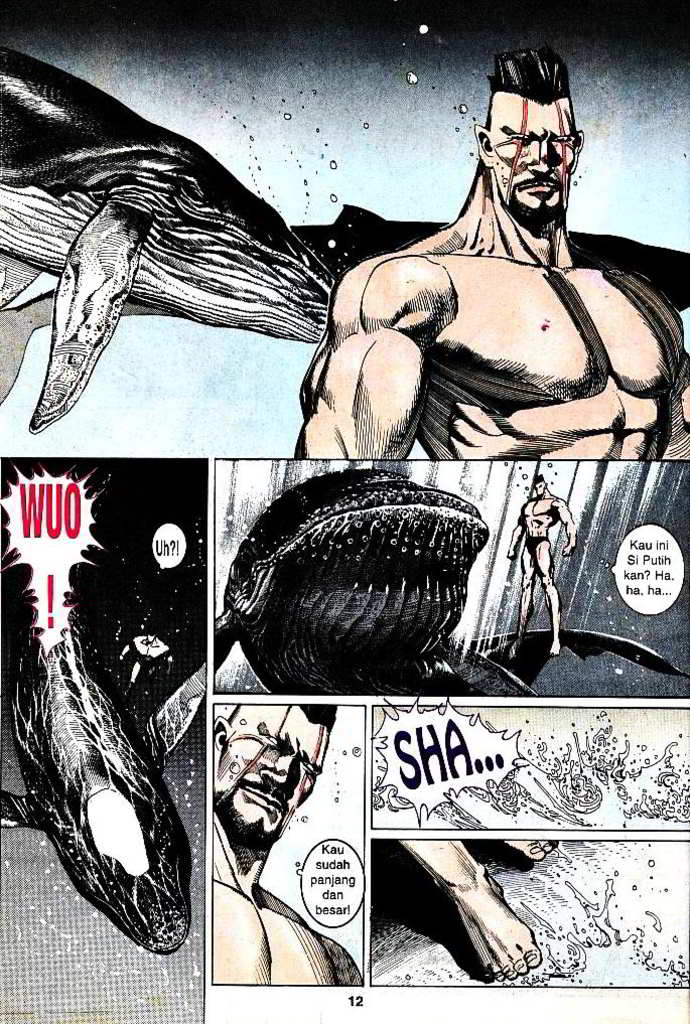 WUO
!
Uh?!
Kau ini
Si Putih
kan? Ha,
ha, ha...
Kau
sudah
panjang
dan
besar!
SHA...
12